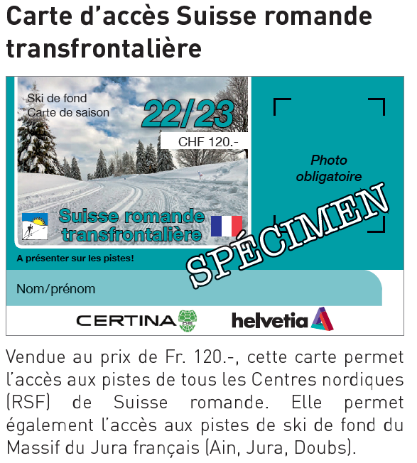 Carte d’accès Suisse romande
transfrontalière
Ski de fond
Carte de saison
22/23
CHF 120.-
Photo
obligatoire
Suisse romande
transfrontalière
SPÉCIMEN
A présenter sur les pistes!
Nom/prénom
CERTINA
helvetia
Vendue au prix de Fr. 120.-, cette carte permet
l’accès aux pistes de tous les Centres nordiques
(RSF) de Suisse romande. Elle permet
également l’accès aux pistes de ski de fond du
Massif du Jura français (Ain, Jura, Doubs).